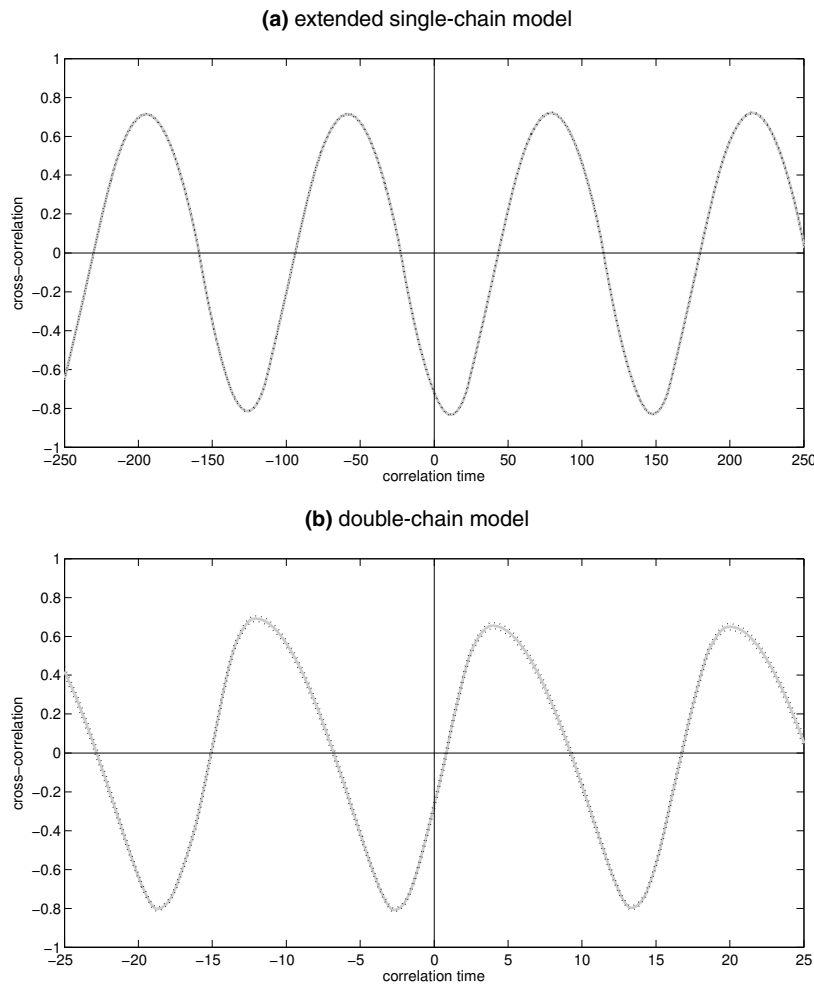 (a) extended single-chain model
1
0.8
0.6
0.4
0.2
0
−0.2
−0.4
−0.6
−0.8
−1
cross−correlation
−250 −200 −150 −100 −50 0 50 100 150 200 250
correlation time
(b) double-chain model
1
0.8
0.6
0.4
0.2
0
−0.2
−0.4
−0.6
−0.8
−1
cross−correlation
−25 −20 −15 −10 −5 0 5 10 15 20 25
correlation time